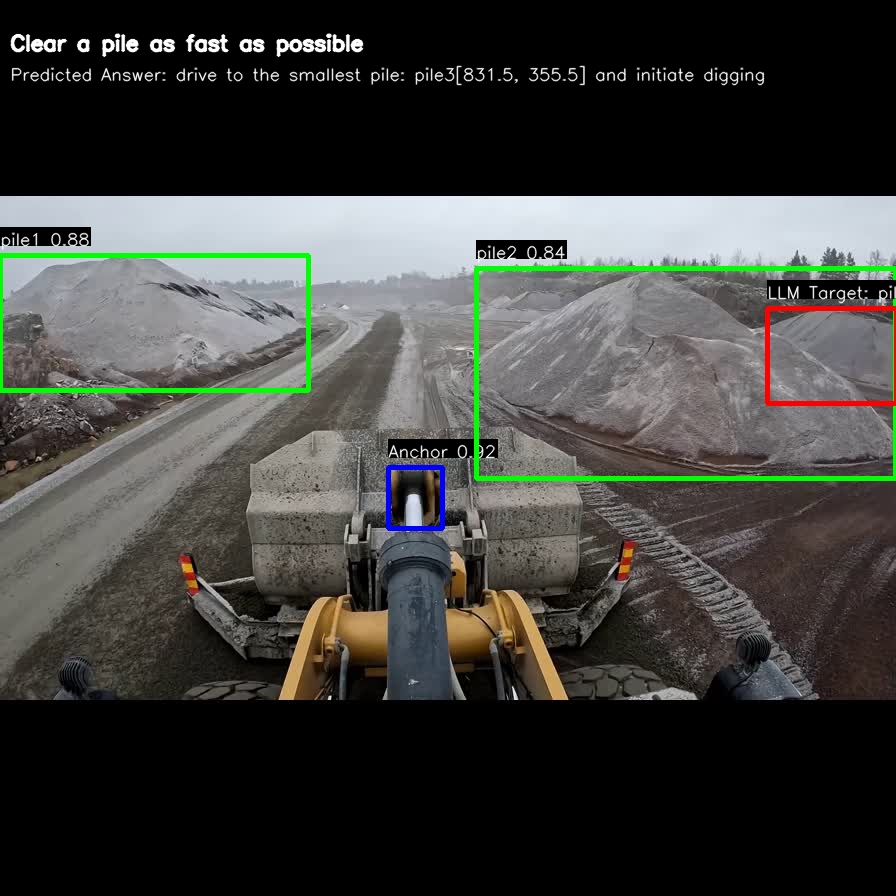 Clear a pile as fast as possible
Predicted Answer: drive to the smallest pile: pile3[831.5, 355.5] and initiate digging
pile1 0.88
pile2 0.84
LLM Target: pil
Anchor 0.92